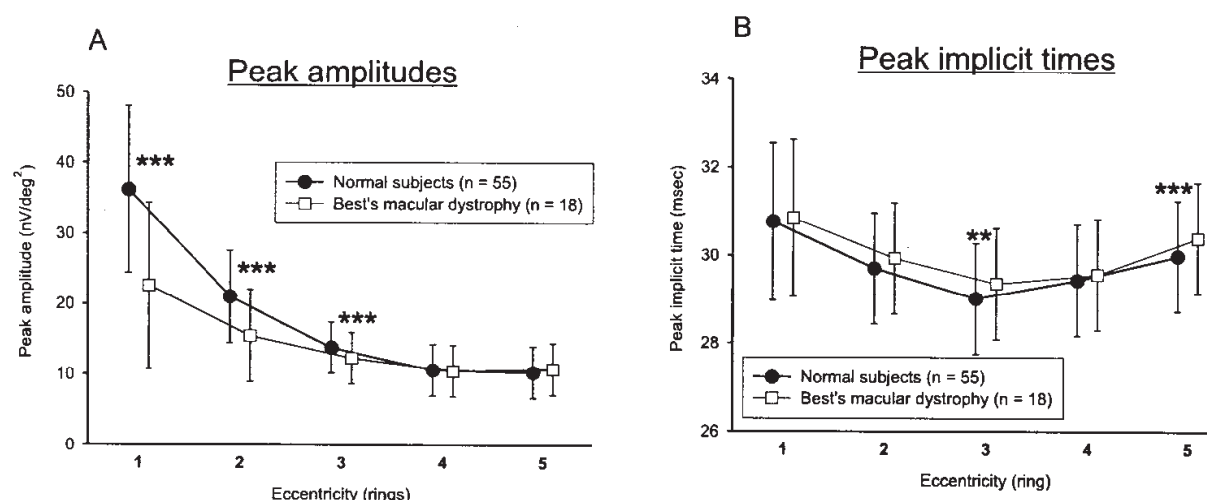 A
Peak amplitudes
50
40
30
20
10
0
Peak amplitude (nV/deg²)
***
***
***
Normal subjects (n = 55)
Best's macular dystrophy (n = 18)
1 2 3 4 5
Eccentricity (rings)
B
Peak implicit times
34
32
30
28
26
Peak implicit time (msec)
**
***
Normal subjects (n = 55)
Best's macular dystrophy (n = 18)
1 2 3 4 5
Eccentricity (ring)